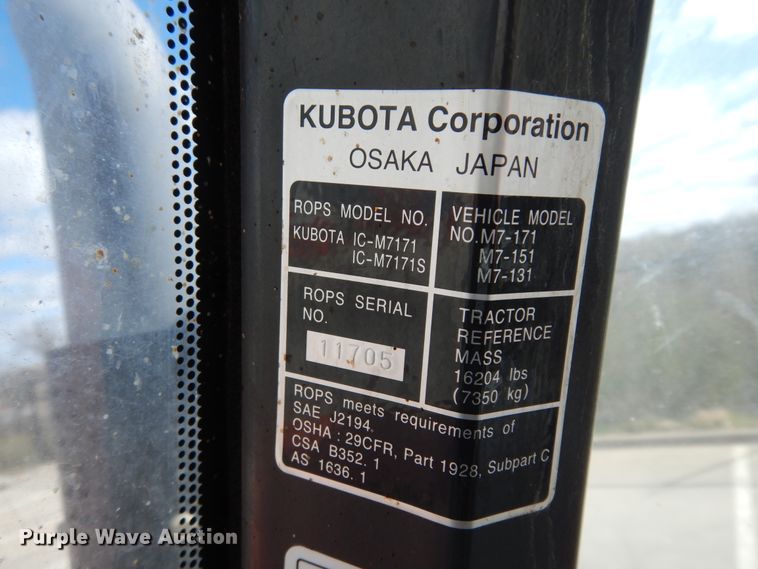 KUBOTA Corporation
OSAKA JAPAN
ROPS MODEL NO.
KUBOTA IC-M7171
IC-M7171S
VEHICLE MODEL
NO.M7-171
M7-151
M7-131
ROPS SERIAL
NO.
11705
TRACTOR
REFERENCE
MASS
16204 lbs
(7350 kg)
ROPS meets requirements of
SAE J2194.
OSHA : 29CFR, Part 1928, Subpart C
CSA B352. 1
AS 1636. 1
Purple Wave Auction